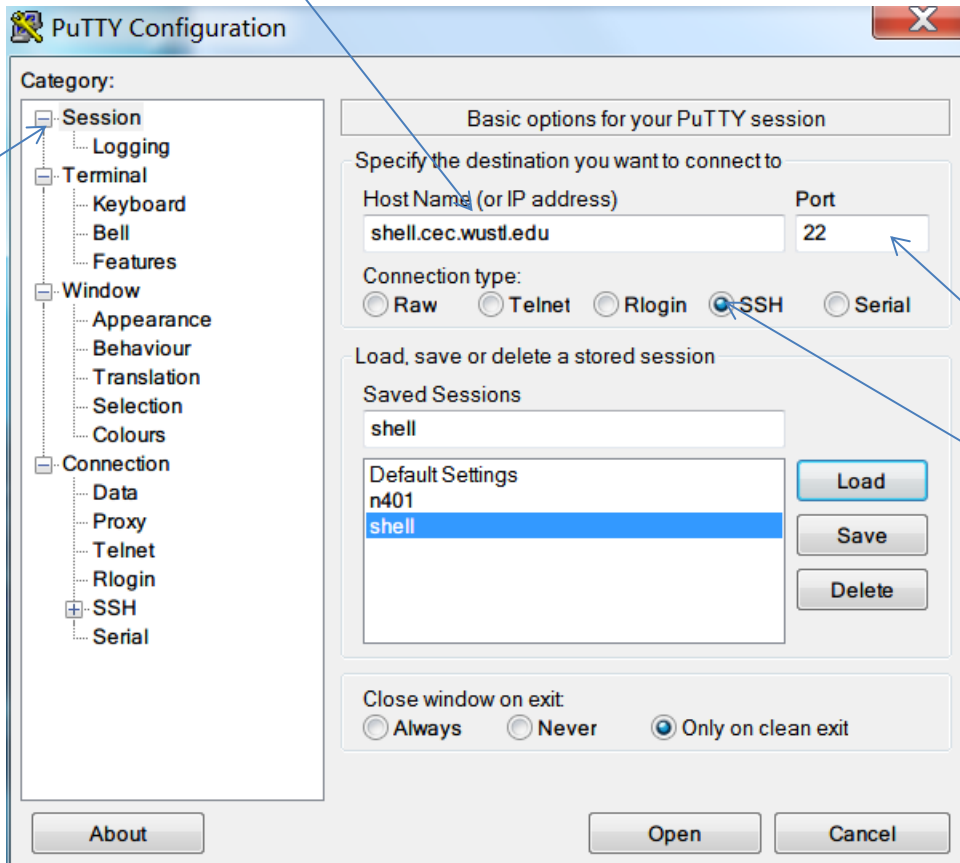 PuTTY Configuration
Category:
Session
Logging
Terminal
Keyboard
Bell
Features
Window
Appearance
Behaviour
Translation
Selection
Colours
Connection
Data
Proxy
Telnet
Rlogin
SSH
Serial
Basic options for your PuTTY session
Specify the destination you want to connect to
Host Name (or IP address) Port
shell.cec.wustl.edu 22
Connection type:
Raw Telnet Rlogin SSH Serial
Load, save or delete a stored session
Saved Sessions
shell
Default Settings
n401
shell
Load
Save
Delete
Close window on exit:
Always Never Only on clean exit
About Open Cancel